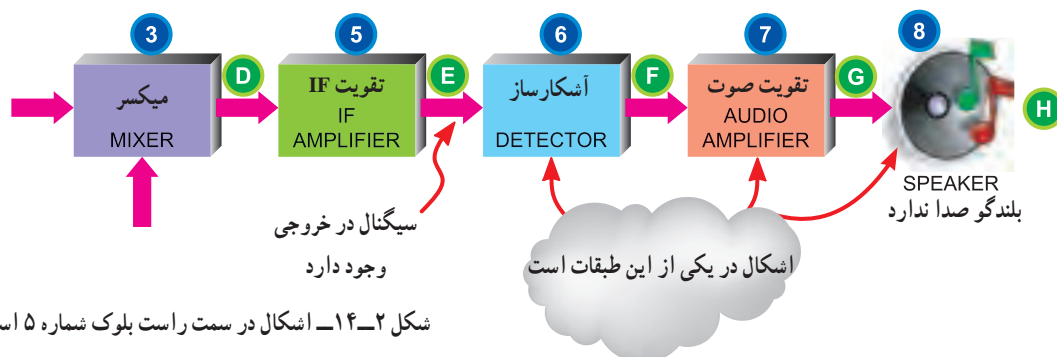 3
5
6
7
8
میکسر
MIXER
D
تقویت IF
IF
AMPLIFIER
E
آشکارساز
DETECTOR
F
تقویت صوت
AUDIO
AMPLIFIER
G
H
SPEAKER
بلندگو صدا ندارد
سیگنال در خروجی
وجود دارد
اشکال در یکی از این طبقات است
شکل ۲ــ۱۴ــ اشکال در سمت راست بلوک شماره ۵